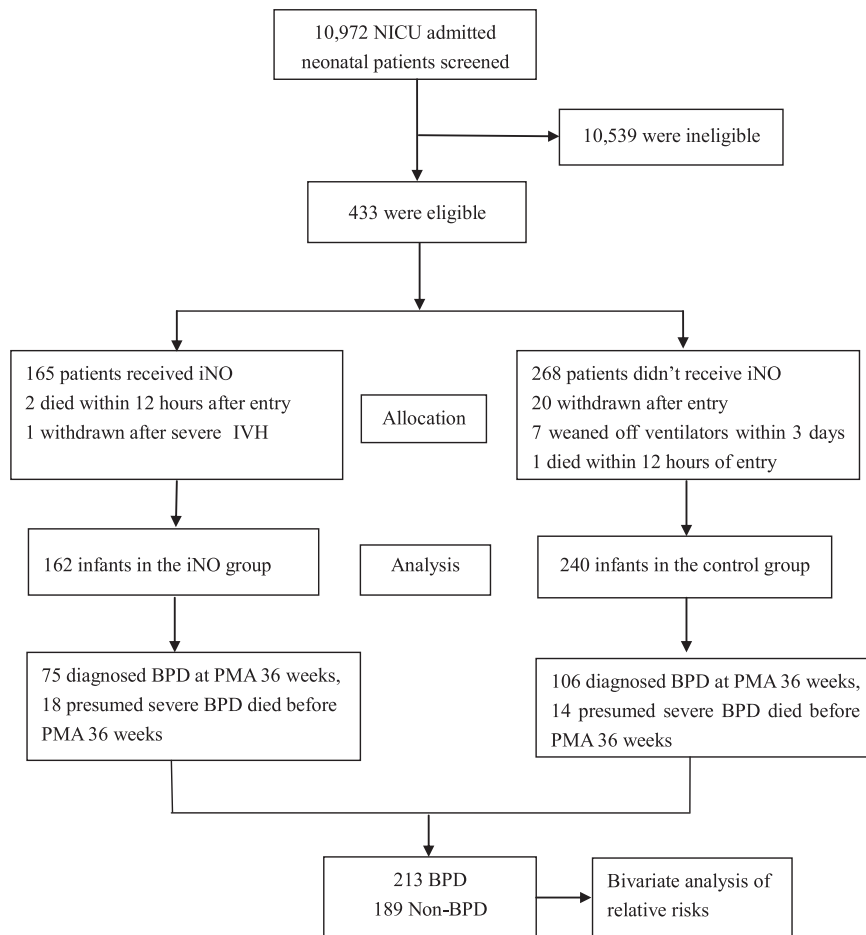 10,972 NICU admitted
neonatal patients screened
10,539 were ineligible
433 were eligible
165 patients received iNO
2 died within 12 hours after entry
1 withdrawn after severe IVH
Allocation
268 patients didn't receive iNO
20 withdrawn after entry
7 weaned off ventilators within 3 days
1 died within 12 hours of entry
162 infants in the iNO group
Analysis
240 infants in the control group
75 diagnosed BPD at PMA 36 weeks,
18 presumed severe BPD died before
PMA 36 weeks
106 diagnosed BPD at PMA 36 weeks,
14 presumed severe BPD died before
PMA 36 weeks
213 BPD
189 Non-BPD
Bivariate analysis of
relative risks